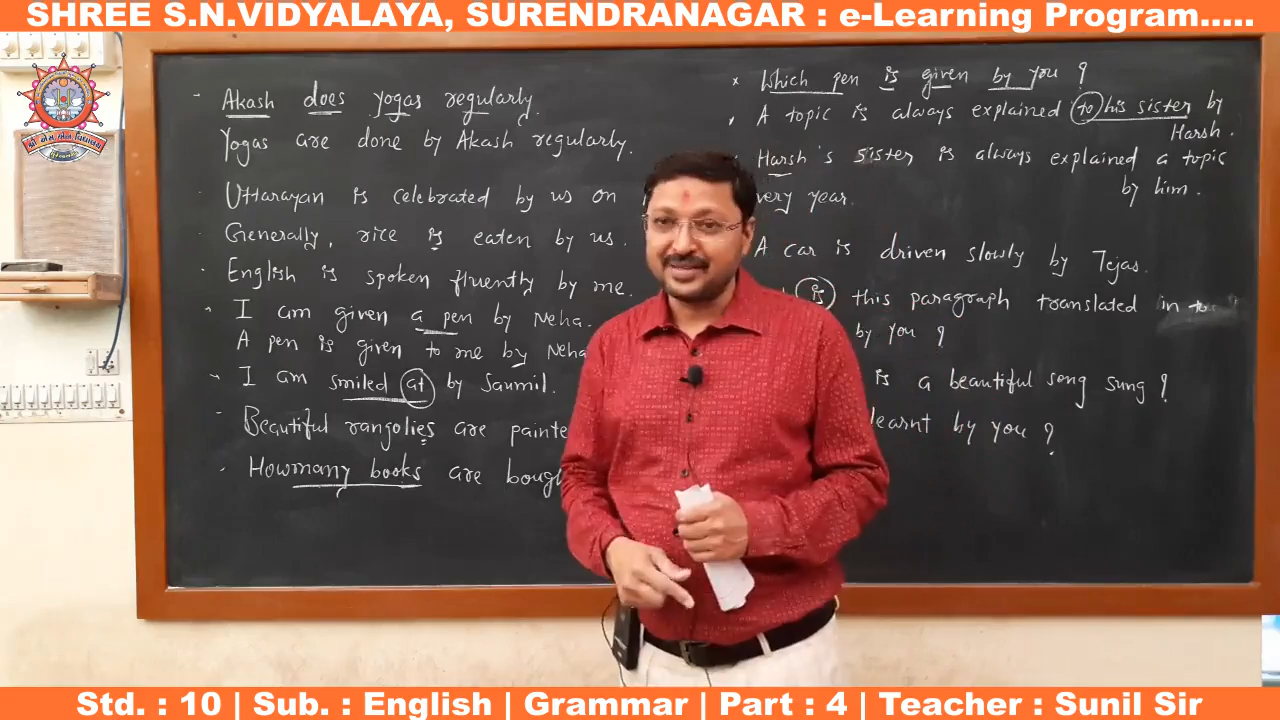 SHREE S.N.VIDYALAYA, SURENDRANAGAR : e-Learning Program.....
Akash does yogas regularly.
Yogas are done by Akash regularly.
Uttarayan is celebrated by us on
Generally, rice is eaten by us.
English is spoken fluently by me.
I am given a pen by Neha.
A pen is given to me by Neha
I am smiled at by Saumil.
Beautiful rangolies are painte
Howmany books are bough
× Which pen is given by you ?
A topic is always explained to his sister by
Harsh.
Harsh's sister is always explained a topic
by him.
very year.
A car is driven slowly by Tejas.
is this paragraph translated in
by you ?
is a beautiful song sung ?
learnt by you ?
Std. : 10 | Sub. : English | Grammar | Part : 4 | Teacher : Sunil Sir